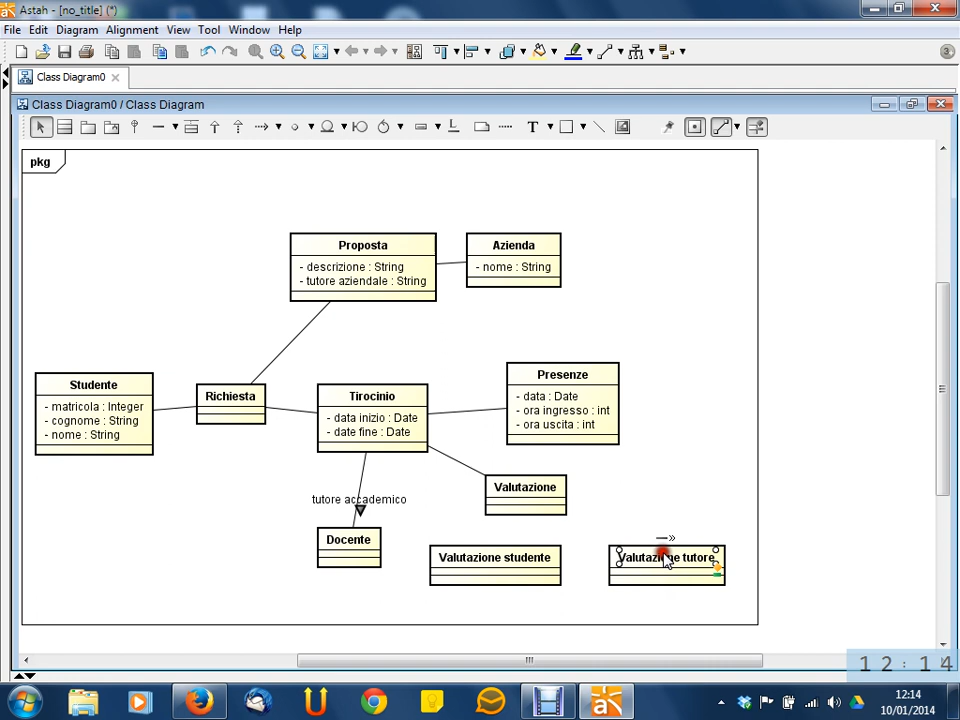 Astah - [no_title] (*)
File Edit Diagram Alignment View Tool Window Help
3
Class Diagram0
Class Diagram0 / Class Diagram
T
pkg
Proposta
- descrizione : String
- tutore aziendale : String
Azienda
- nome : String
Studente
- matricola : Integer
- cognome : String
- nome : String
Richiesta
Tirocinio
- data inizio : Date
- date fine : Date
Presenze
- data : Date
- ora ingresso : int
- ora uscita : int
tutore accademico
Valutazione
Docente
Valutazione studente
Valutazione tutore
12:14
12:14
10/01/2014